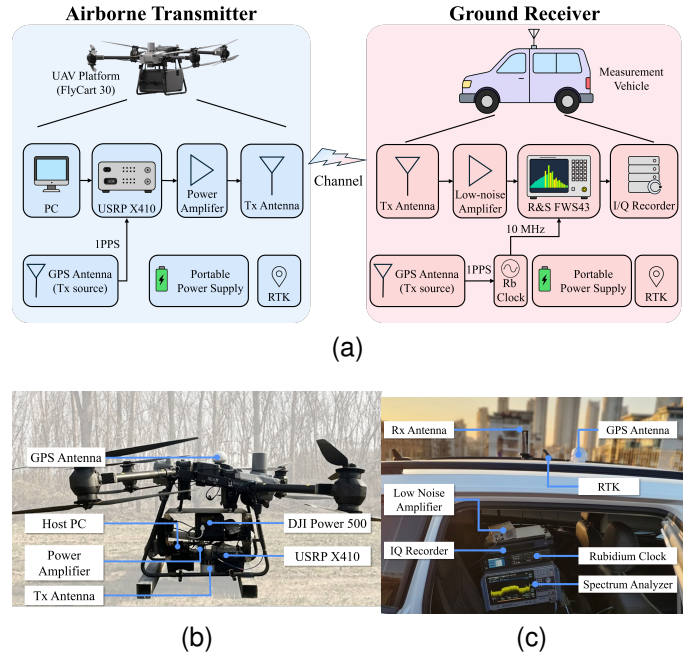 Airborne Transmitter
Ground Receiver
UAV Platform
(FlyCart 30)
Measurement
Vehicle
Channel
PC
USRP X410
Power
Amplifer
Tx Antenna
Tx Antenna
Low-noise
Amplifer
R&S FWS43
I/Q Recorder
1PPS
10 MHz
GPS Antenna
(Tx source)
Portable
Power Supply
RTK
GPS Antenna
(Tx source)
1PPS
Rb
Clock
Portable
Power Supply
RTK
(a)
GPS Antenna
Host PC
DJI Power 500
Power
Amplifier
USRP X410
Tx Antenna
(b)
Rx Antenna
GPS Antenna
RTK
Low Noise
Amplifier
IQ Recorder
Rubidium Clock
Spectrum Analyzer
(c)